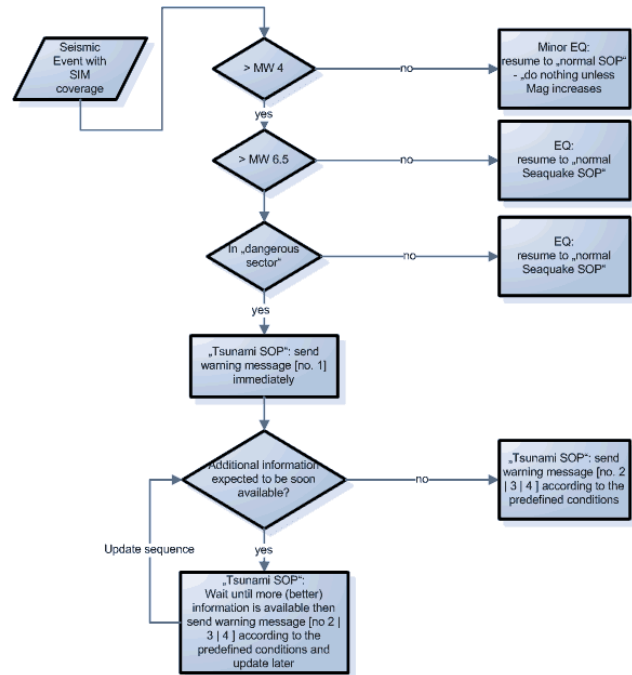 Seismic
Event with
SIM
coverage
> MW 4
no
Minor EQ:
resume to „normal SOP“
- „do nothing unless
Mag increases
yes
> MW 6.5
no
EQ:
resume to „normal
Seaquake SOP“
In „dangerous
sector“
no
EQ:
resume to „normal
Seaquake SOP“
yes
„Tsunami SOP“: send
warning message [no. 1]
immediately
Additional information
expected to be soon
available?
no
„Tsunami SOP“: send
warning message [no. 2
| 3 | 4 ] according to the
predefined conditions
Update sequence
yes
„Tsunami SOP“:
Wait until more (better)
information is available then
send warning message [no 2 |
3 | 4 ] according to the
predefined conditions and
update later